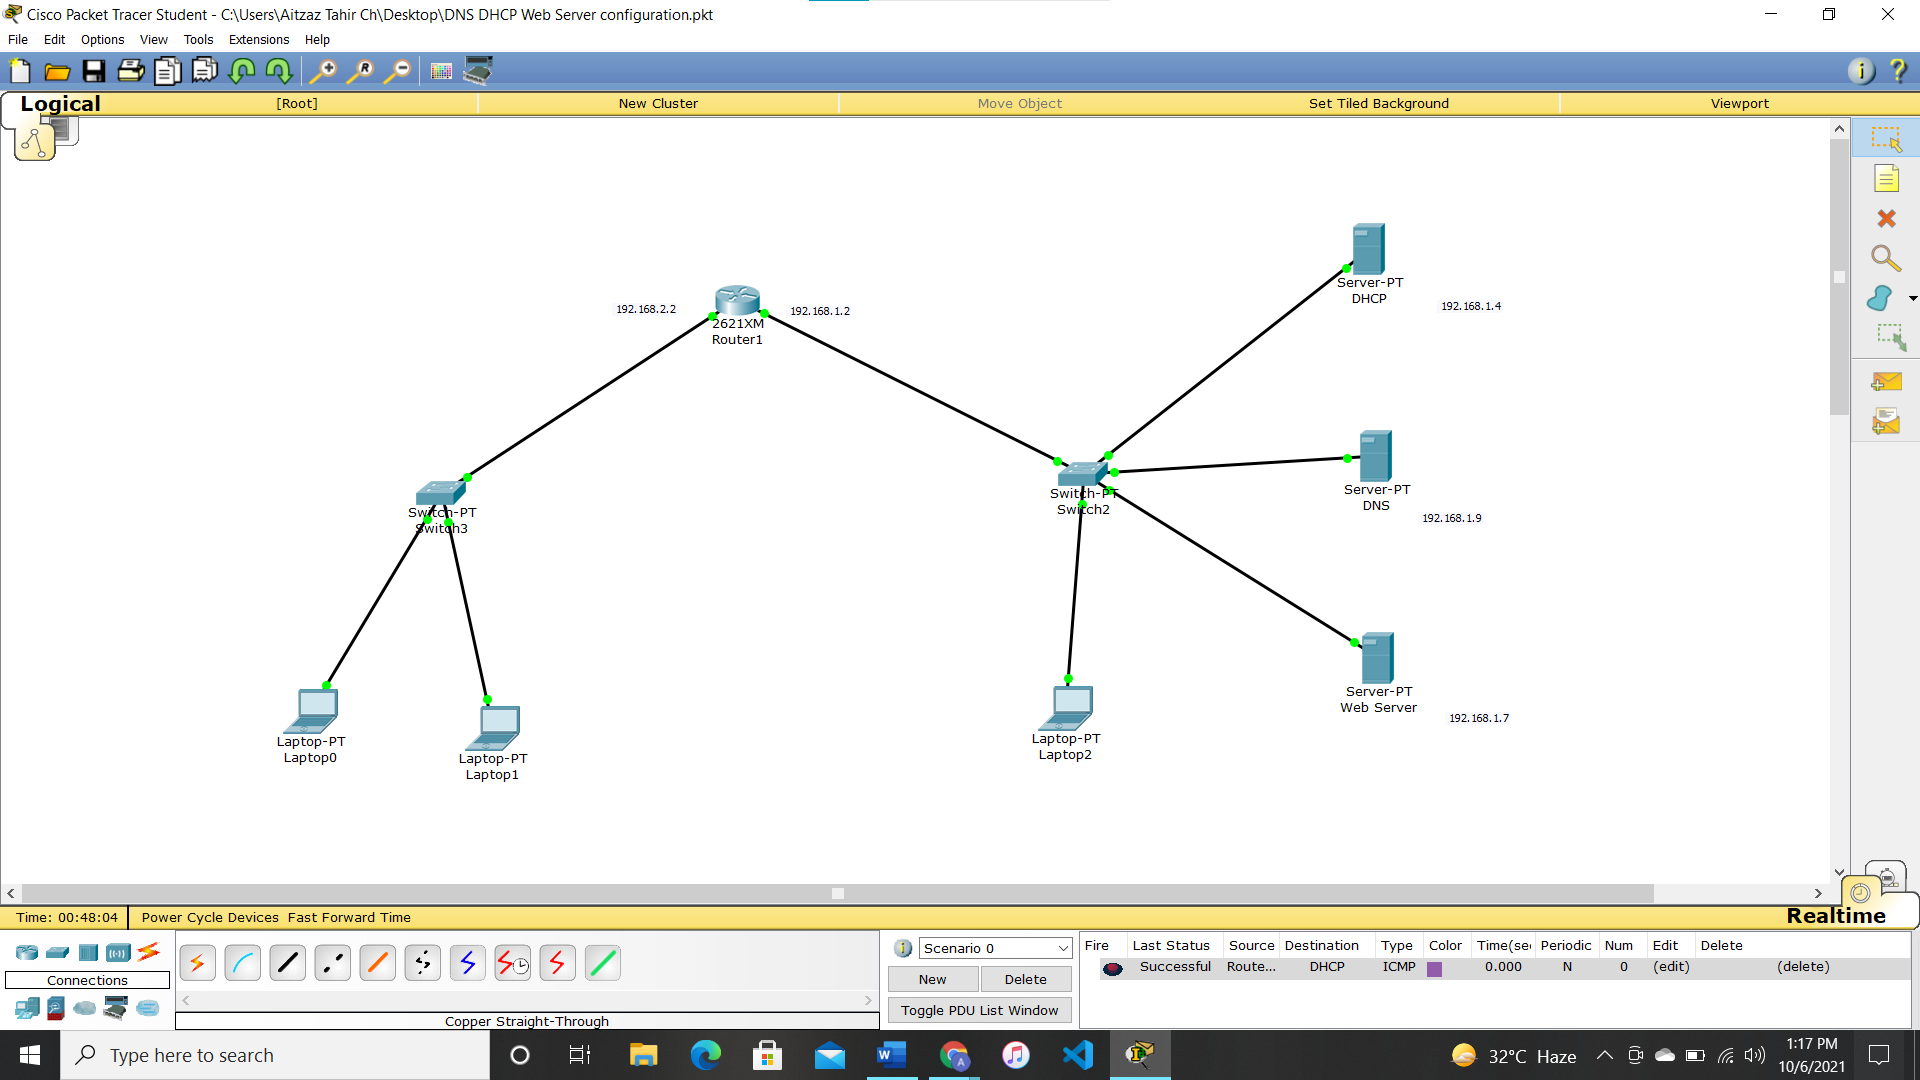 Cisco Packet Tracer Student - C:\Users\Aitzaz Tahir Ch\Desktop\DNS DHCP Web Server configuration.pkt
File Edit Options View Tools Extensions Help
Logical [Root] New Cluster Move Object Set Tiled Background Viewport
Server-PT
DHCP
192.168.1.4
192.168.2.2
192.168.1.2
2621XM
Router1
Server-PT
DNS
192.168.1.9
Switch-PT
Switch2
Switch-PT
Switch3
Server-PT
Web Server
192.168.1.7
Laptop-PT
Laptop0
Laptop-PT
Laptop1
Laptop-PT
Laptop2
Time: 00:48:04 Power Cycle Devices Fast Forward Time
Realtime
Connections
Copper Straight-Through
Scenario 0
New Delete
Toggle PDU List Window
Fire Last Status Source Destination Type Color Time(sec Periodic Num Edit Delete
Successful Route... DHCP ICMP 0.000 N 0 (edit) (delete)
Type here to search
32°C Haze
1:17 PM
10/6/2021